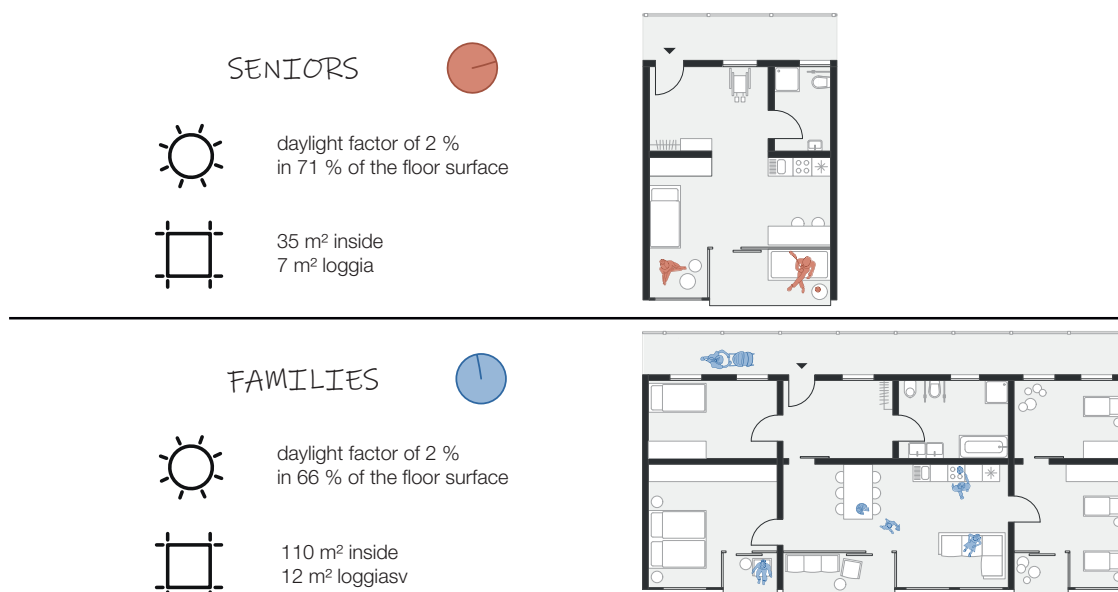 SENIORS
daylight factor of 2 %
in 71 % of the floor surface
35 m² inside
7 m² loggia
FAMILIES
daylight factor of 2 %
in 66 % of the floor surface
110 m² inside
12 m² loggiasv